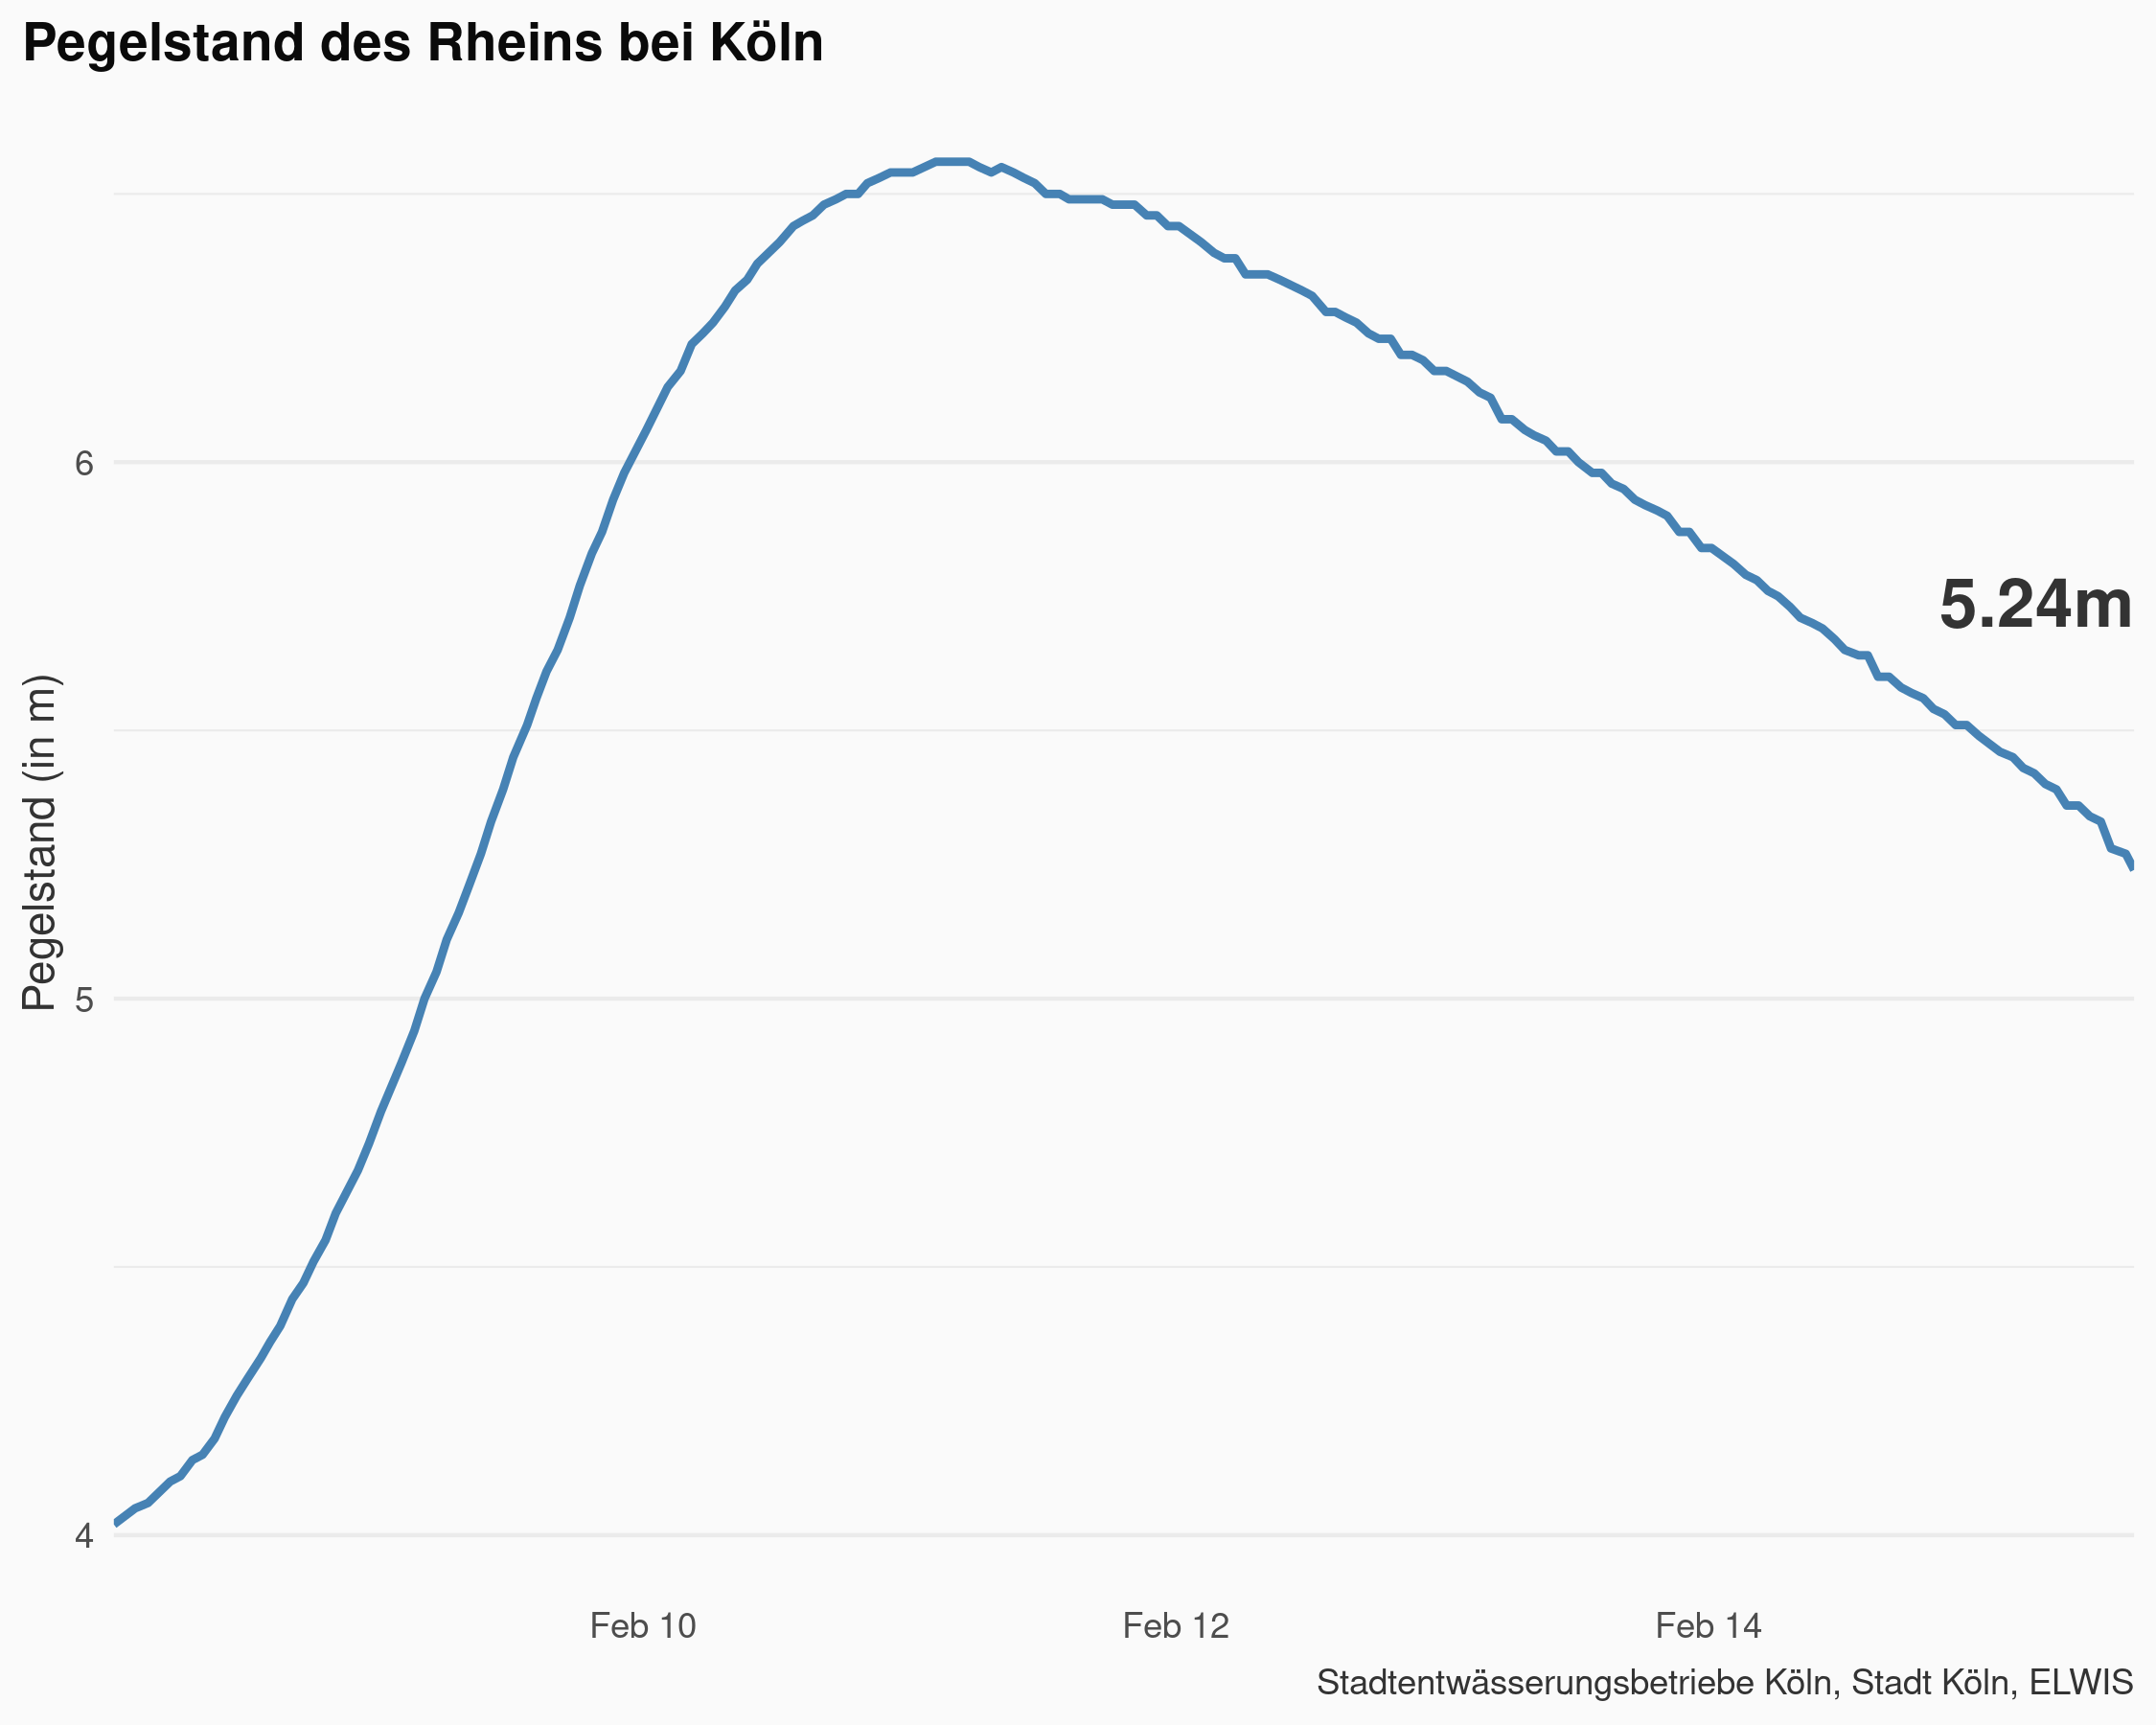 Pegelstand des Rheins bei Köln
Pegelstand (in m)
6
5
4
5.24m
Feb 10
Feb 12
Feb 14
Stadtentwässerungsbetriebe Köln, Stadt Köln, ELWIS